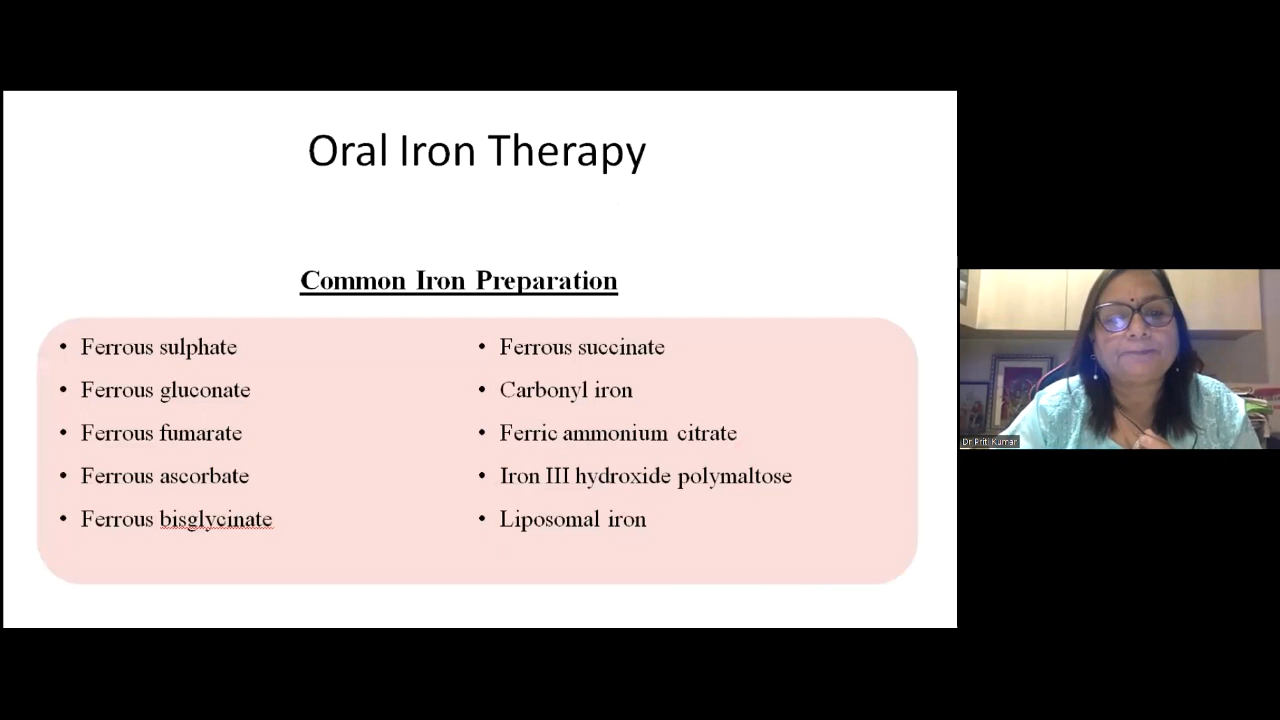 Oral Iron Therapy
Common Iron Preparation
• Ferrous sulphate
• Ferrous gluconate
• Ferrous fumarate
• Ferrous ascorbate
• Ferrous bisglycinate
• Ferrous succinate
• Carbonyl iron
• Ferric ammonium citrate
• Iron III hydroxide polymaltose
• Liposomal iron
Dr Priti Kumar